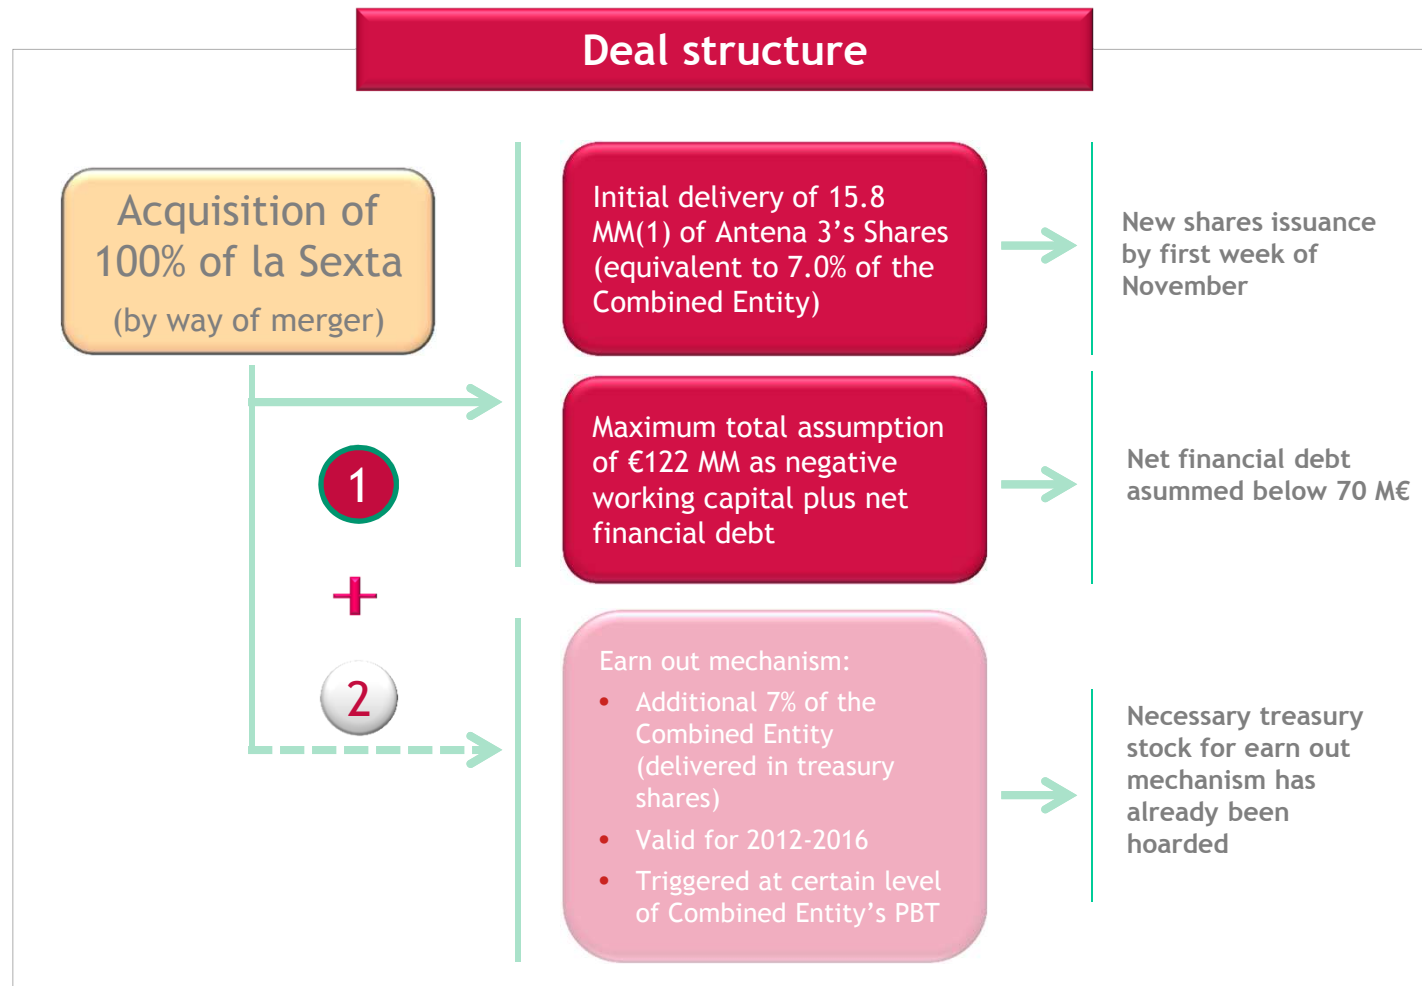 Deal structure
Acquisition of
100% of la Sexta
(by way of merger)
1
+
2
Initial delivery of 15.8
MM(1) of Antena 3’s Shares
(equivalent to 7.0% of the
Combined Entity)
New shares issuance
by first week of
November
Maximum total assumption
of €122 MM as negative
working capital plus net
financial debt
Net financial debt
asummed below 70 M€
Earn out mechanism:
• Additional 7% of the
Combined Entity
(delivered in treasury
shares)
• Valid for 2012-2016
• Triggered at certain level
of Combined Entity’s PBT
Necessary treasury
stock for earn out
mechanism has
already been
hoarded